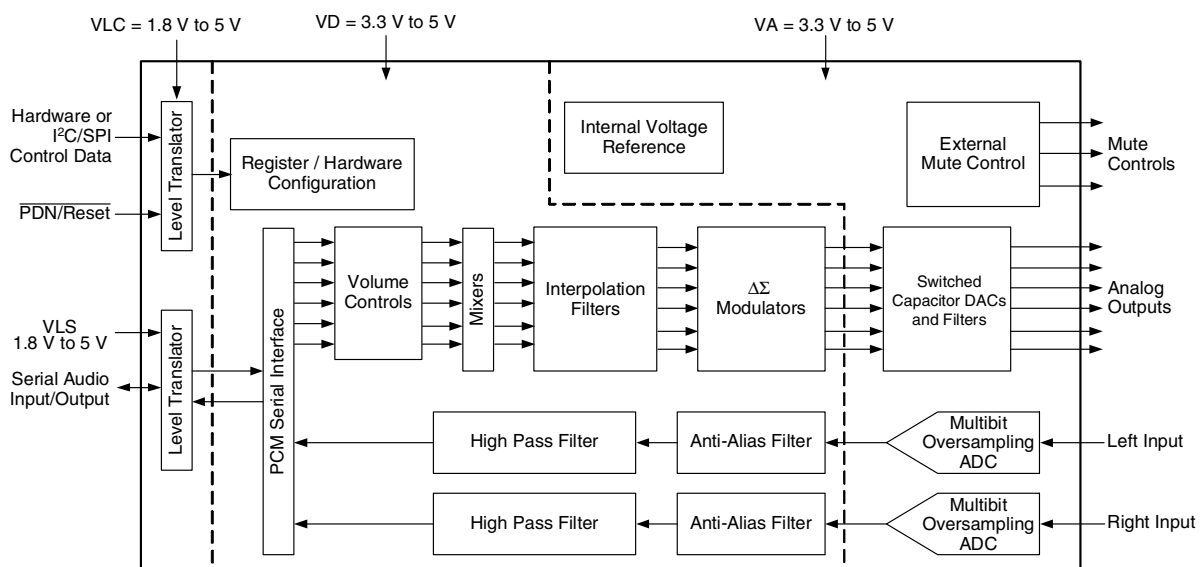 VLC = 1.8 V to 5 V
VD = 3.3 V to 5 V
VA = 3.3 V to 5 V
Hardware or
I²C/SPI
Control Data
PDN/Reset
Level Translator
Register / Hardware
Configuration
Internal Voltage
Reference
External
Mute Control
Mute
Controls
VLS
1.8 V to 5 V
Serial Audio
Input/Output
Level Translator
PCM Serial Interface
Volume
Controls
Mixers
Interpolation
Filters
ΔΣ
Modulators
Switched
Capacitor DACs
and Filters
Analog
Outputs
High Pass Filter
Anti-Alias Filter
Multibit
Oversampling
ADC
Left Input
High Pass Filter
Anti-Alias Filter
Multibit
Oversampling
ADC
Right Input